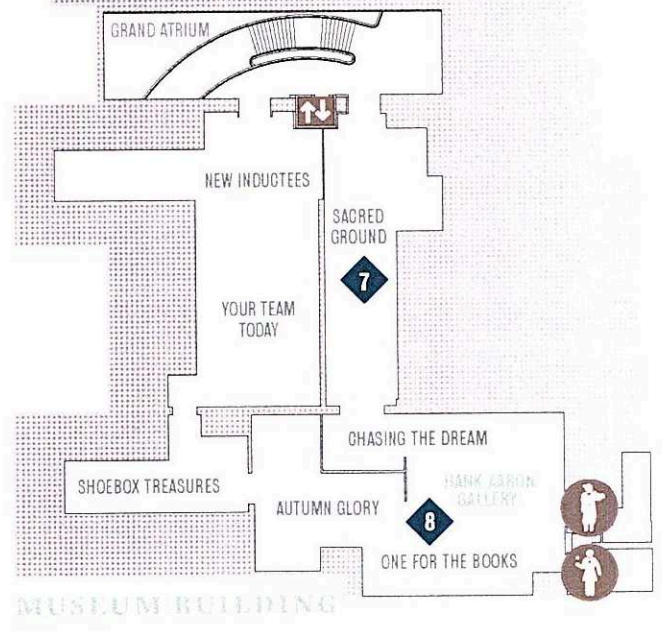 GRAND ATRIUM
NEW INDUCTEES
SACRED
GROUND
7
YOUR TEAM
TODAY
CHASING THE DREAM
SHOEBOX TREASURES
HANK AARON
GALLERY
AUTUMN GLORY
8
ONE FOR THE BOOKS
MUSEUM BUILDING